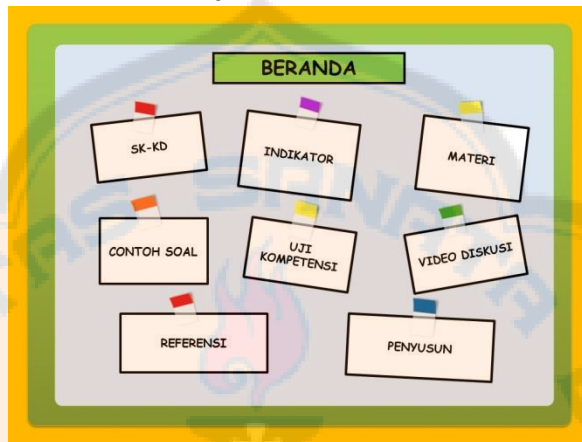 BERANDA
SK-KD
INDIKATOR
MATERI
CONTOH SOAL
UJI
KOMPETENSI
VIDEO DISKUSI
REFERENSI
PENYUSUN